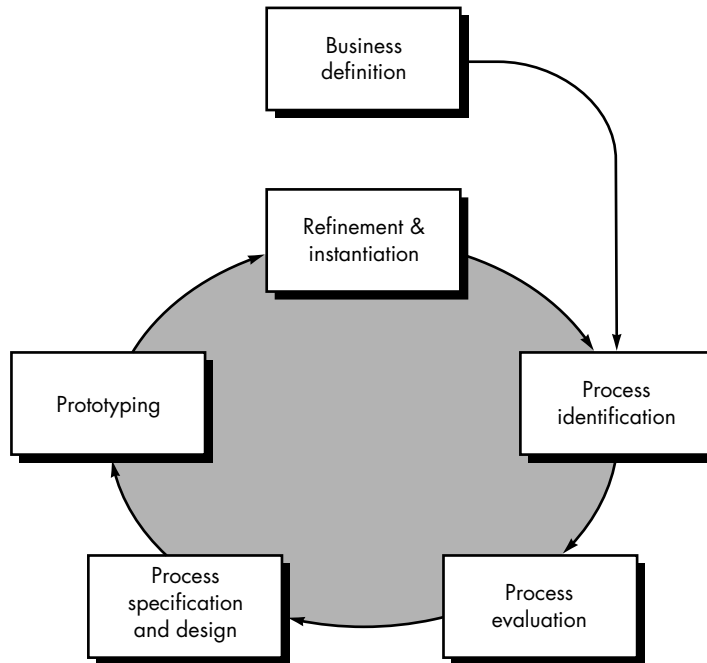 Business
definition
Refinement &
instantiation
Prototyping
Process
identification
Process
specification
and design
Process
evaluation